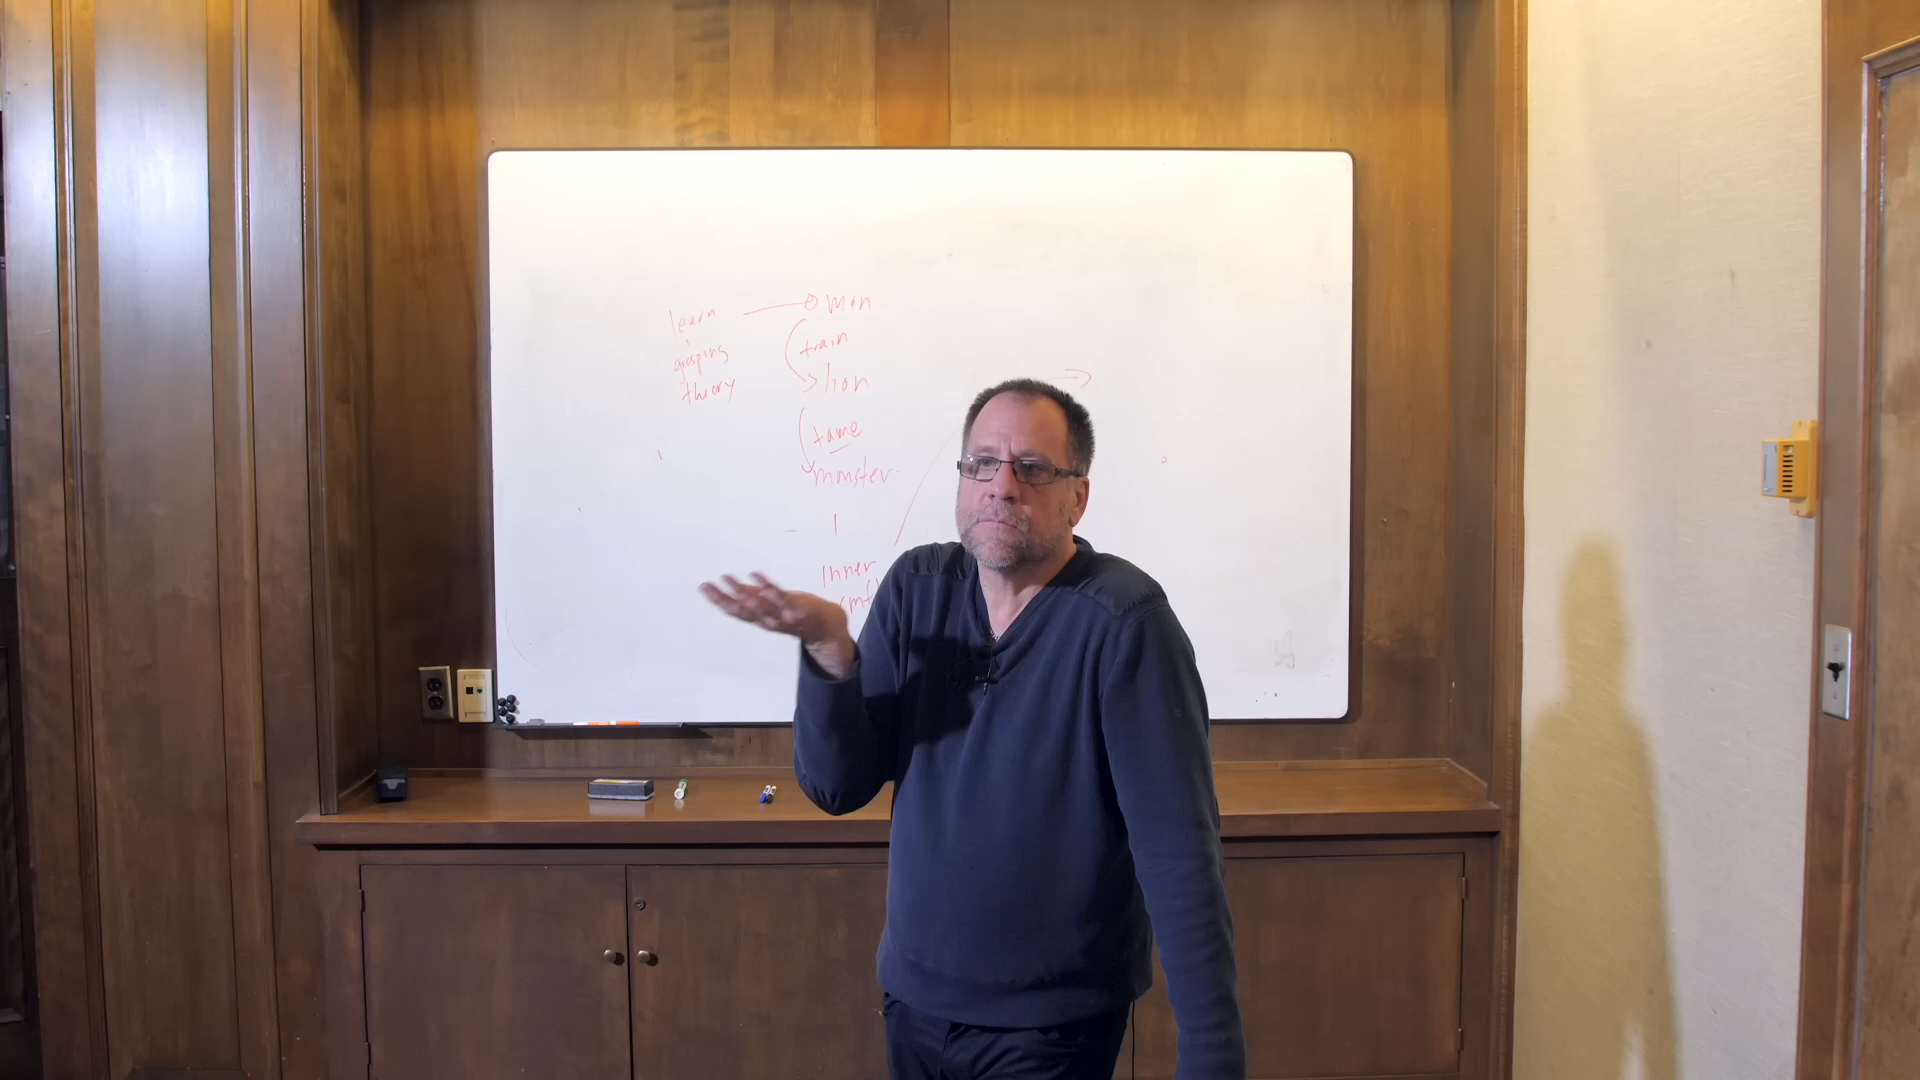 learn
grasping
theory
man
train
lion
tame
monster
inner